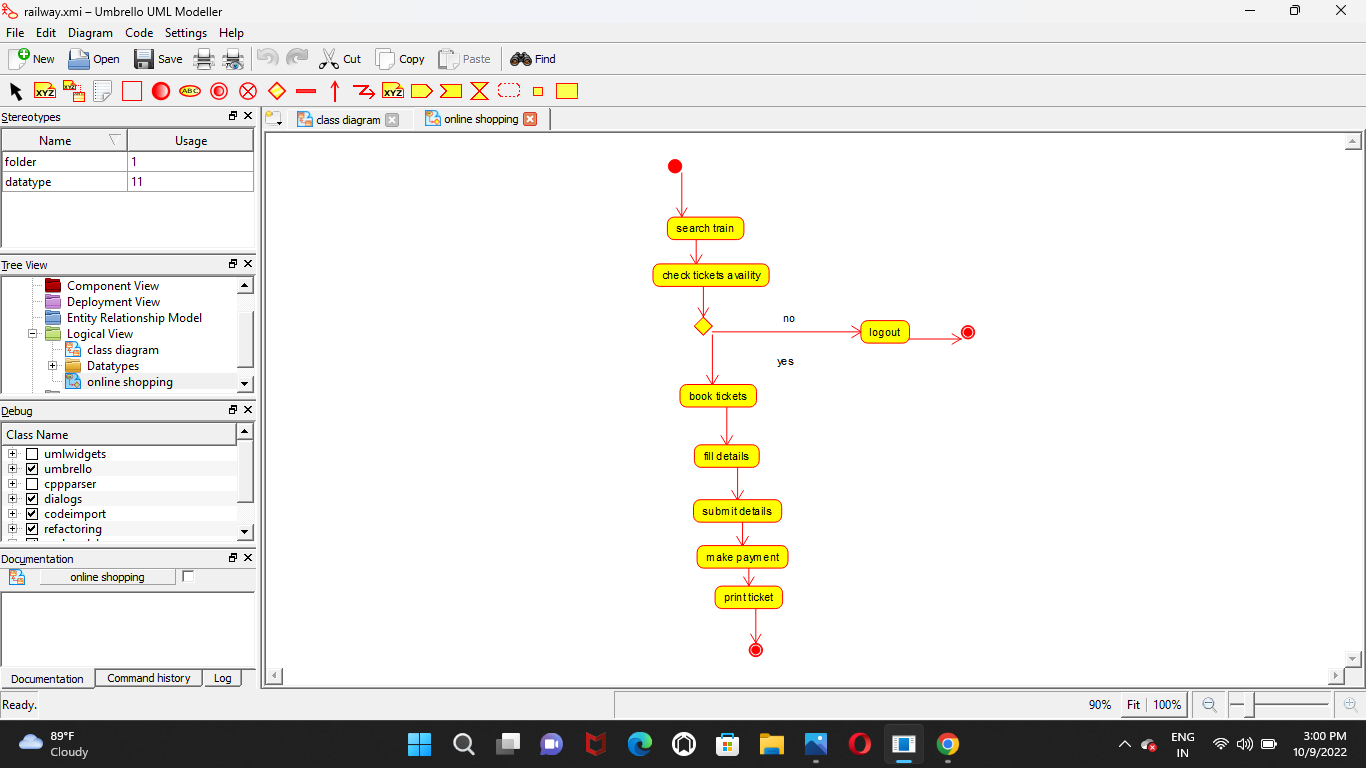 railway.xmi – Umbrello UML Modeller
File Edit Diagram Code Settings Help
New Open Save Cut Copy Paste Find
XYZ XYZ ABC XYZ
Stereotypes
class diagram online shopping
Name Usage
folder 1
datatype 11
Tree View
Component View
Deployment View
Entity Relationship Model
Logical View
class diagram
Datatypes
online shopping
Debug
Class Name
umlwidgets
umbrello
cppparser
dialogs
codeimport
refactoring
Documentation
online shopping
Documentation Command history Log
search train
check tickets availity
no
logout
yes
book tickets
fill details
submit details
make payment
print ticket
Ready.
90% Fit 100%
89°F
Cloudy
ENG
IN
3:00 PM
10/9/2022